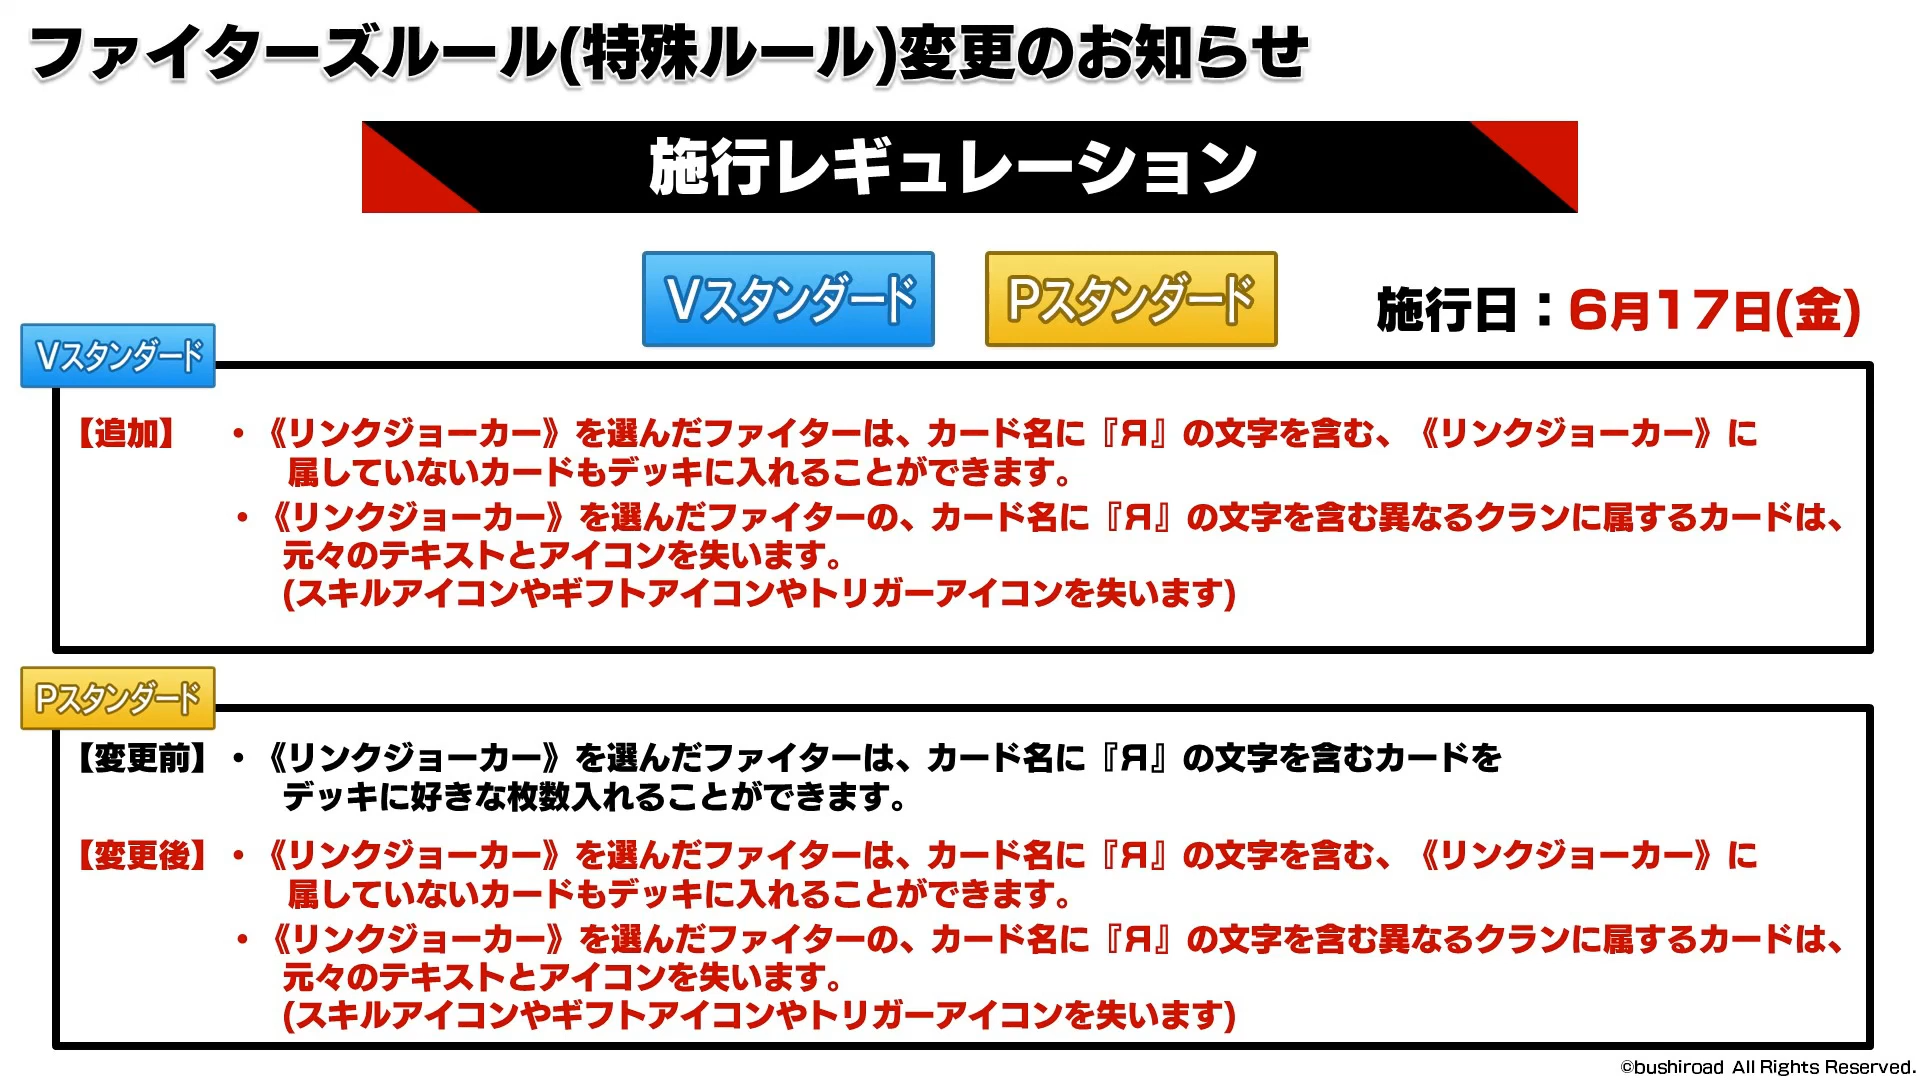 ファイターズルール(特殊ルール)変更のお知らせ
施行レギュレーション
Vスタンダード
Pスタンダード
施行日：6月17日(金)
Vスタンダード
【追加】 ・《リンクジョーカー》を選んだファイターは、カード名に『Я』の文字を含む、《リンクジョーカー》に
属していないカードもデッキに入れることができます。
・《リンクジョーカー》を選んだファイターの、カード名に『Я』の文字を含む異なるクランに属するカードは、
元々のテキストとアイコンを失います。
(スキルアイコンやギフトアイコンやトリガーアイコンを失います)
Pスタンダード
【変更前】・《リンクジョーカー》を選んだファイターは、カード名に『Я』の文字を含むカードを
デッキに好きな枚数入れることができます。
【変更後】・《リンクジョーカー》を選んだファイターは、カード名に『Я』の文字を含む、《リンクジョーカー》に
属していないカードもデッキに入れることができます。
・《リンクジョーカー》を選んだファイターの、カード名に『Я』の文字を含む異なるクランに属するカードは、
元々のテキストとアイコンを失います。
(スキルアイコンやギフトアイコンやトリガーアイコンを失います)
©bushiroad All Rights Reserved.